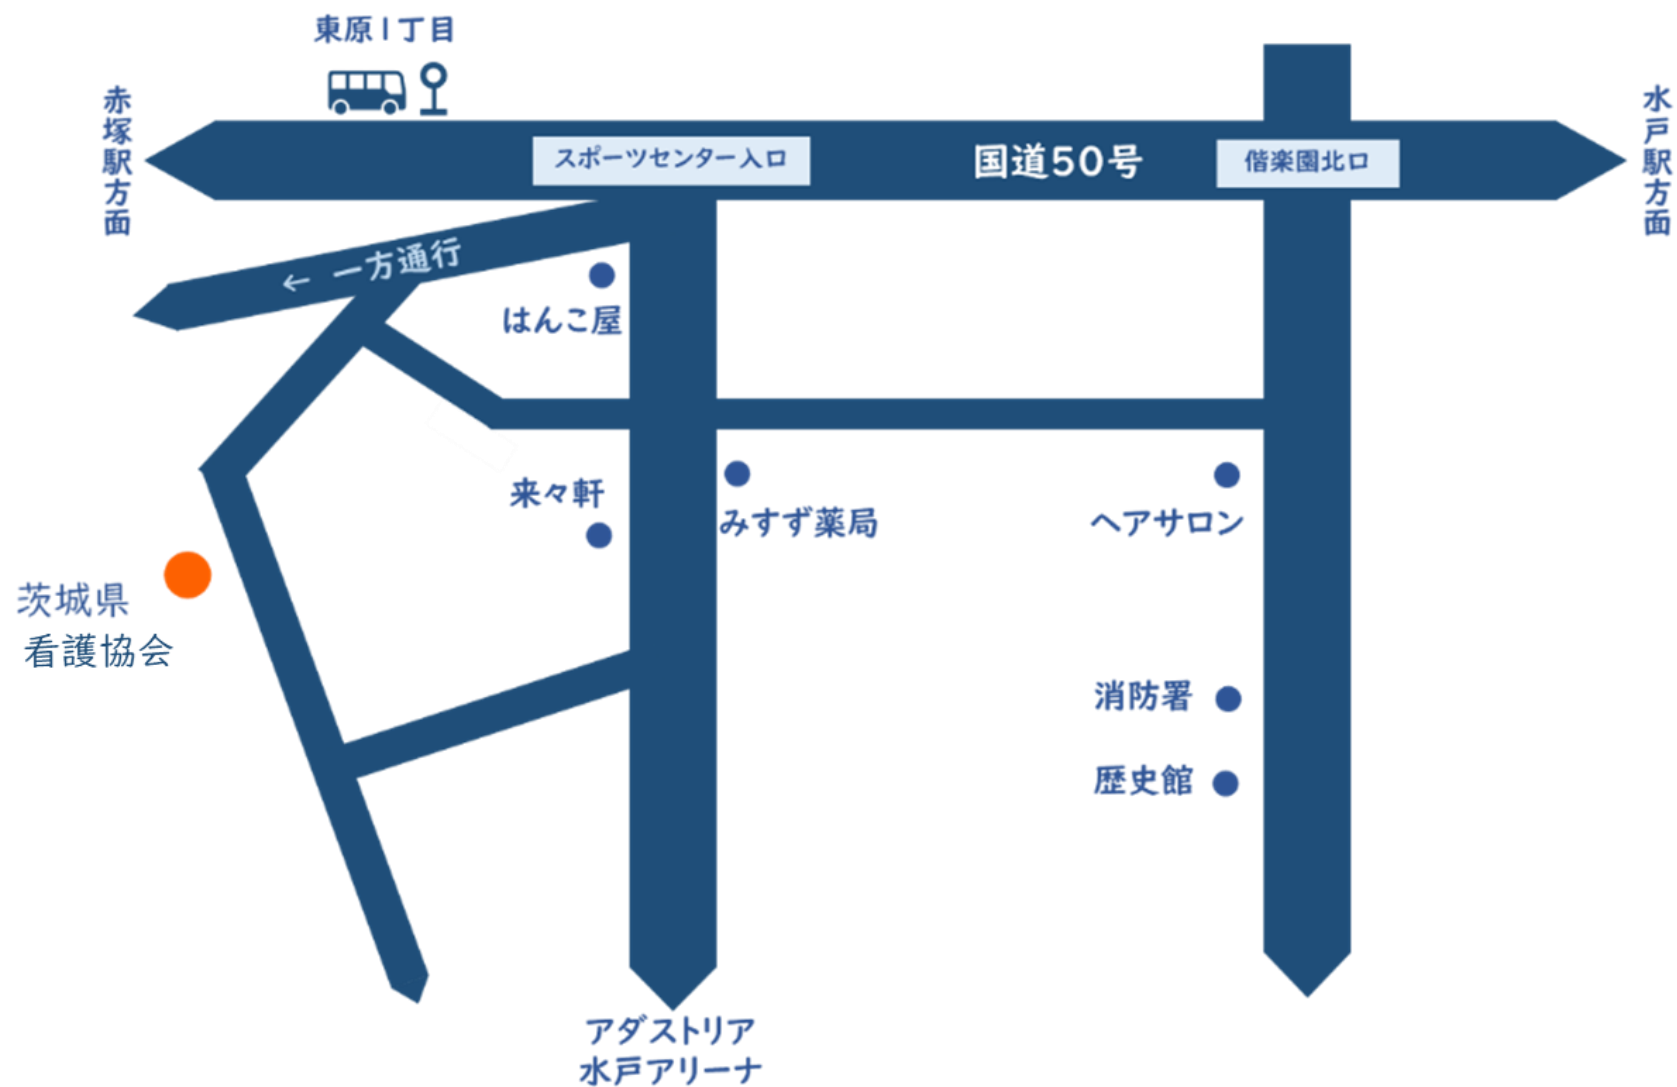 東原1丁目
赤塚駅方面
水戸駅方面
スポーツセンター入口
国道50号
偕楽園北口
← 一方通行
はんこ屋
来々軒
みすず薬局
ヘアサロン
茨城県
看護協会
消防署
歴史館
アダストリア
水戸アリーナ